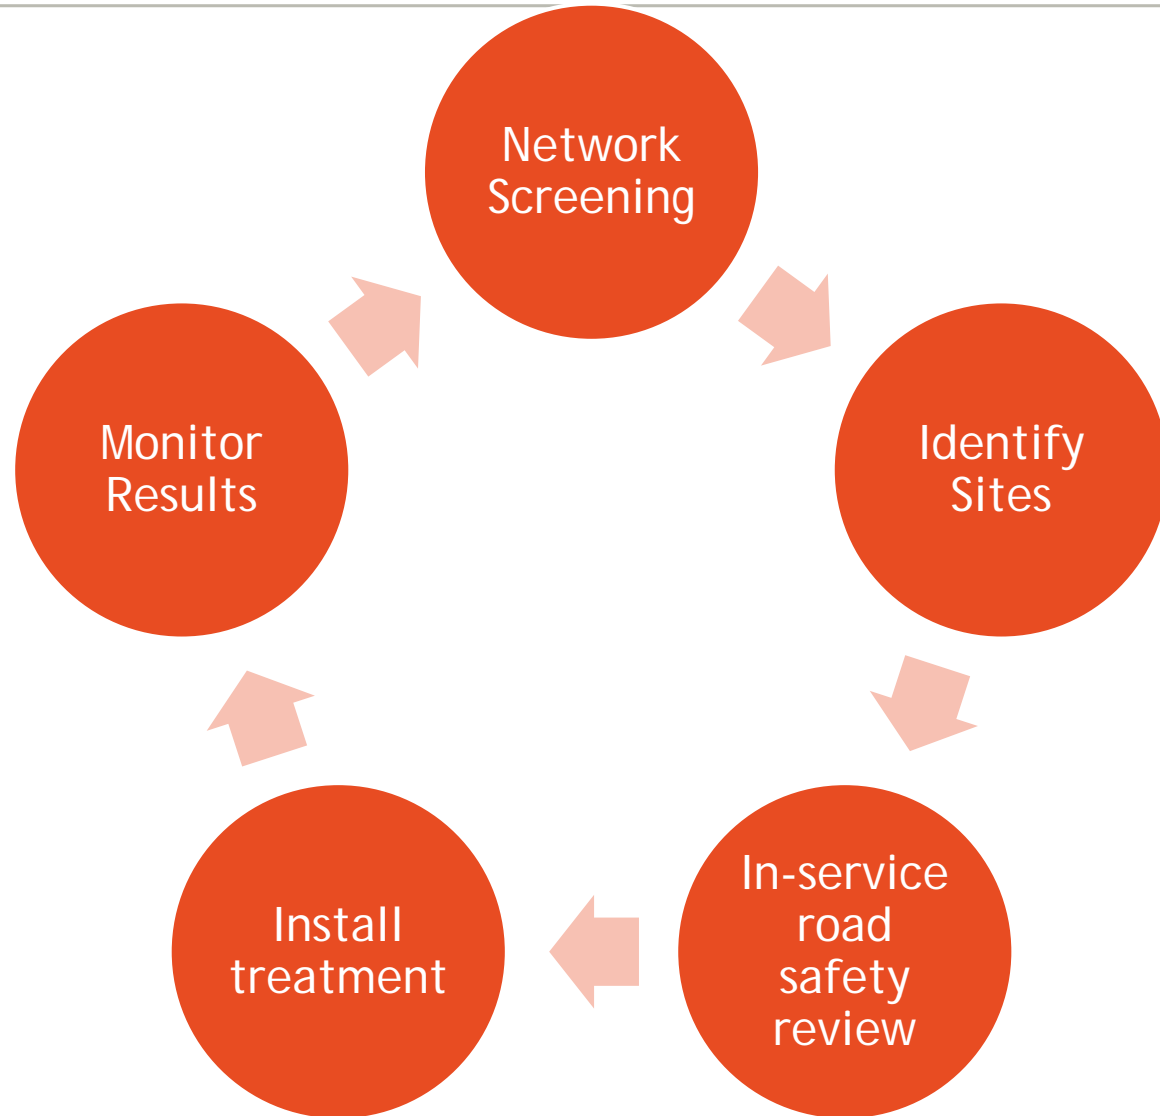 Network
Screening
Identify
Sites
In-service
road
safety
review
Install
treatment
Monitor
Results